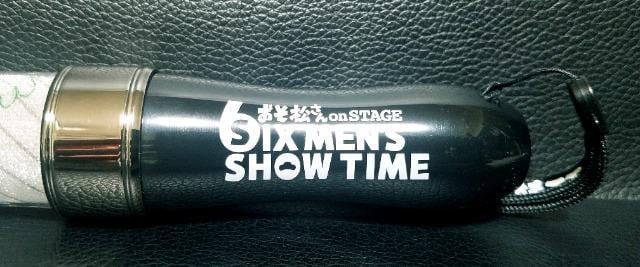 おそ松さん on STAGE
SIX MEN'S
SHOW TIME